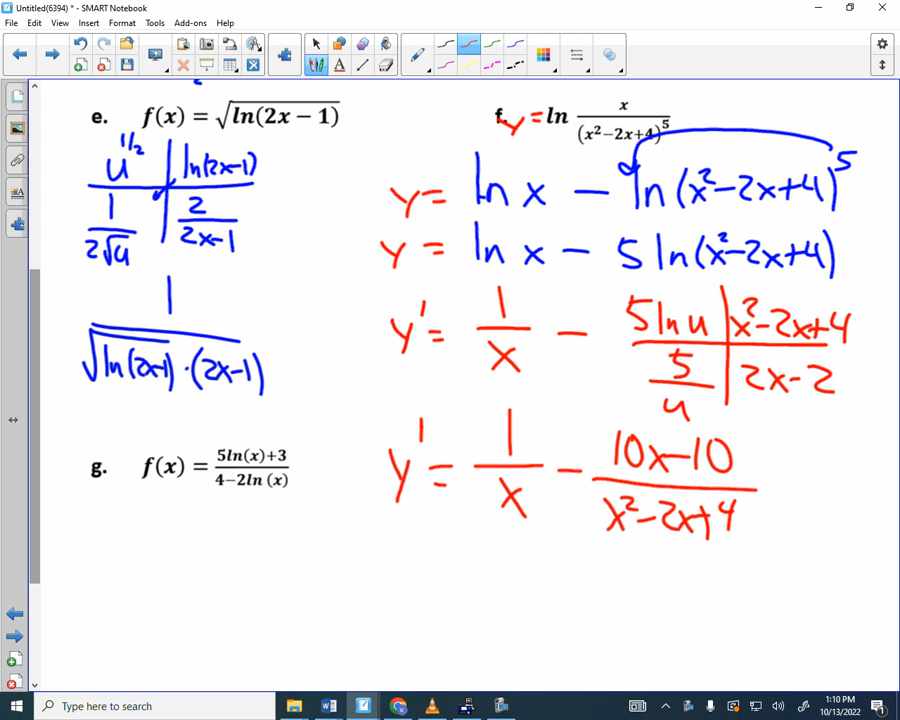 Untitled(6394) * - SMART Notebook
File Edit View Insert Format Tools Add-ons Help
e. f(x) = √ln(2x − 1)
u^1/2 | ln(2x-1)
1/2√u | 2/2x-1
1/√ln(2x-1) · (2x-1)
f. y = ln x/(x²−2x+4)^5
y = ln x − ln(x²-2x+4)^5
y = ln x − 5 ln(x²-2x+4)
y' = 1/x − 5 ln u | x²-2x+4
5/u | 2x-2
y' = 1/x − 10x-10/x²-2x+4
g. f(x) = 5ln(x)+3/4−2ln (x)
Type here to search
1:10 PM
10/13/2022
1